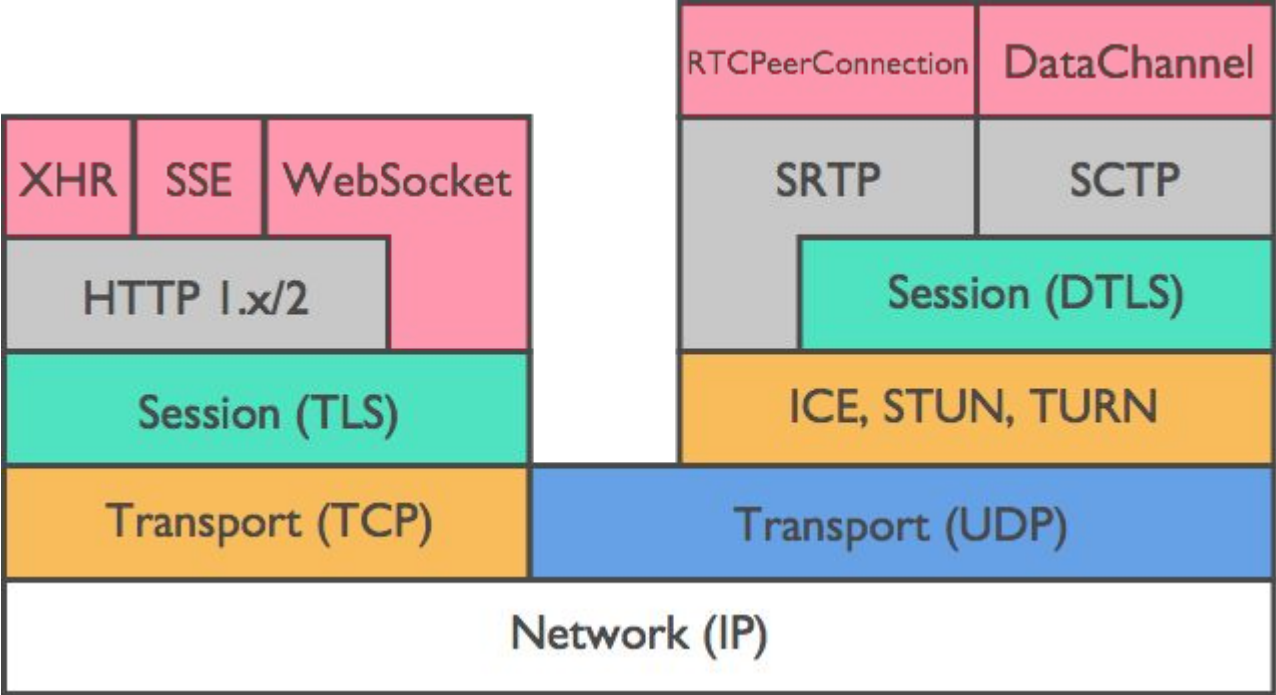 RTCPeerConnection
DataChannel
XHR
SSE
WebSocket
SRTP
SCTP
HTTP 1.x/2
Session (DTLS)
Session (TLS)
ICE, STUN, TURN
Transport (TCP)
Transport (UDP)
Network (IP)